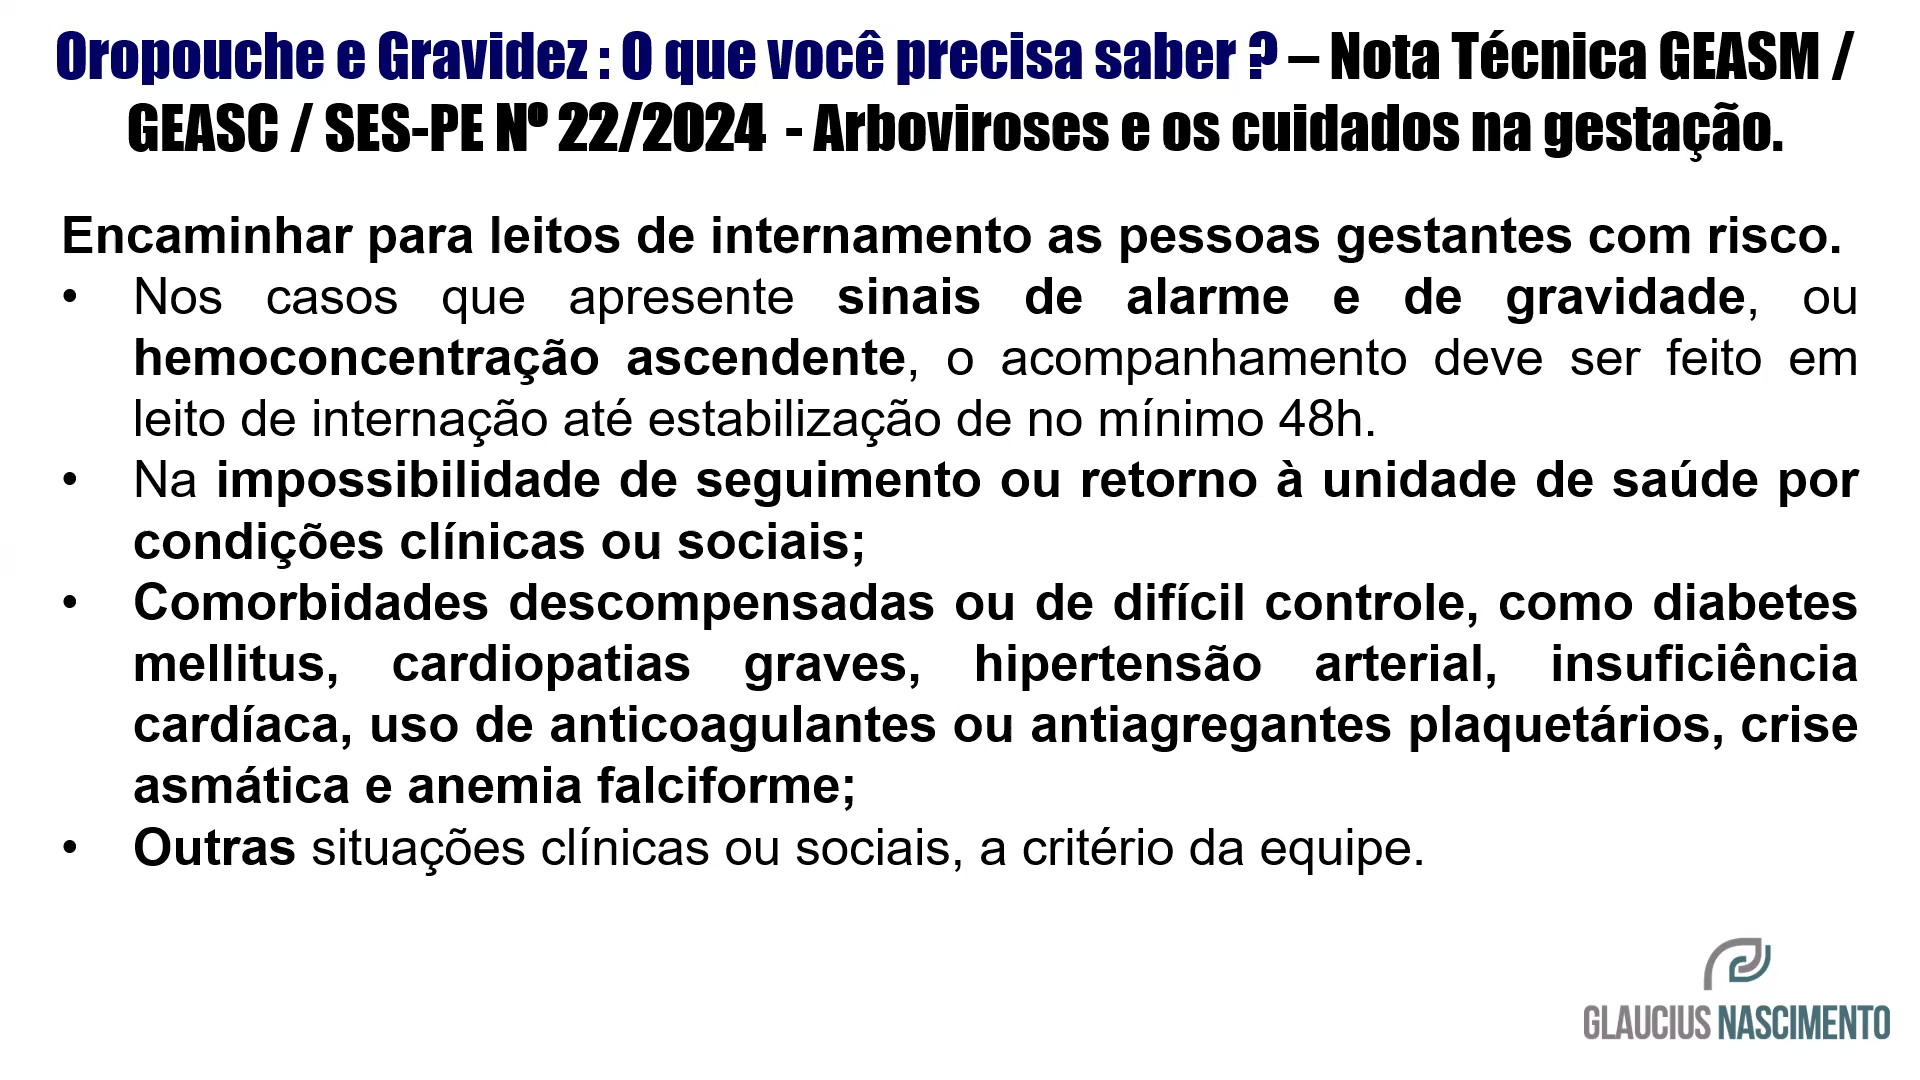 Oropouche e Gravidez : O que você precisa saber ? – Nota Técnica GEASM /
GEASC / SES-PE Nº 22/2024 - Arboviroses e os cuidados na gestação.
Encaminhar para leitos de internamento as pessoas gestantes com risco.
• Nos casos que apresente sinais de alarme e de gravidade, ou
hemoconcentração ascendente, o acompanhamento deve ser feito em
leito de internação até estabilização de no mínimo 48h.
• Na impossibilidade de seguimento ou retorno à unidade de saúde por
condições clínicas ou sociais;
• Comorbidades descompensadas ou de difícil controle, como diabetes
mellitus, cardiopatias graves, hipertensão arterial, insuficiência
cardíaca, uso de anticoagulantes ou antiagregantes plaquetários, crise
asmática e anemia falciforme;
• Outras situações clínicas ou sociais, a critério da equipe.
GLAUCIUS NASCIMENTO